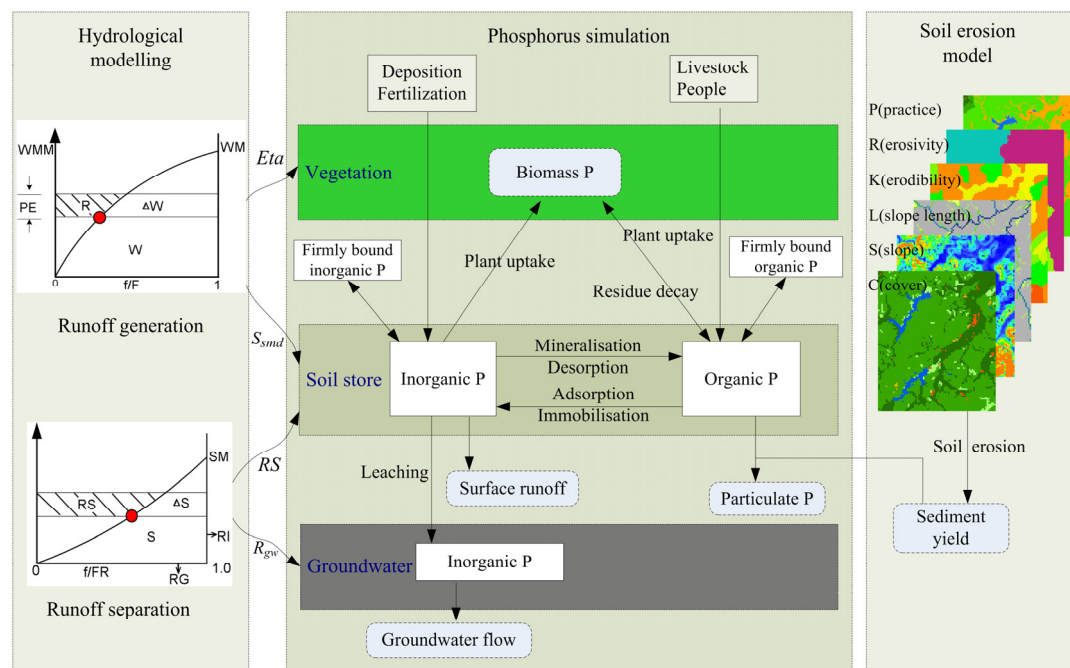 Hydrological
modelling
WMM
WM
PE
R
ΔW
W
0
f/F
1
Runoff generation
SM
RS
ΔS
S
RI
0
f/FR
1.0
RG
Runoff separation
Eta
S_smd
RS
R_gw
Phosphorus simulation
Deposition
Fertilization
Livestock
People
Vegetation
Biomass P
Firmly bound
inorganic P
Plant uptake
Plant uptake
Residue decay
Firmly bound
organic P
Soil store
Inorganic P
Mineralisation
Desorption
Adsorption
Immobilisation
Organic P
Leaching
Surface runoff
Particulate P
Groundwater
Inorganic P
Groundwater flow
Soil erosion
model
P(practice)
R(erosivity)
K(erodibility)
L(slope length)
S(slope)
C(cover)
Soil erosion
Sediment
yield